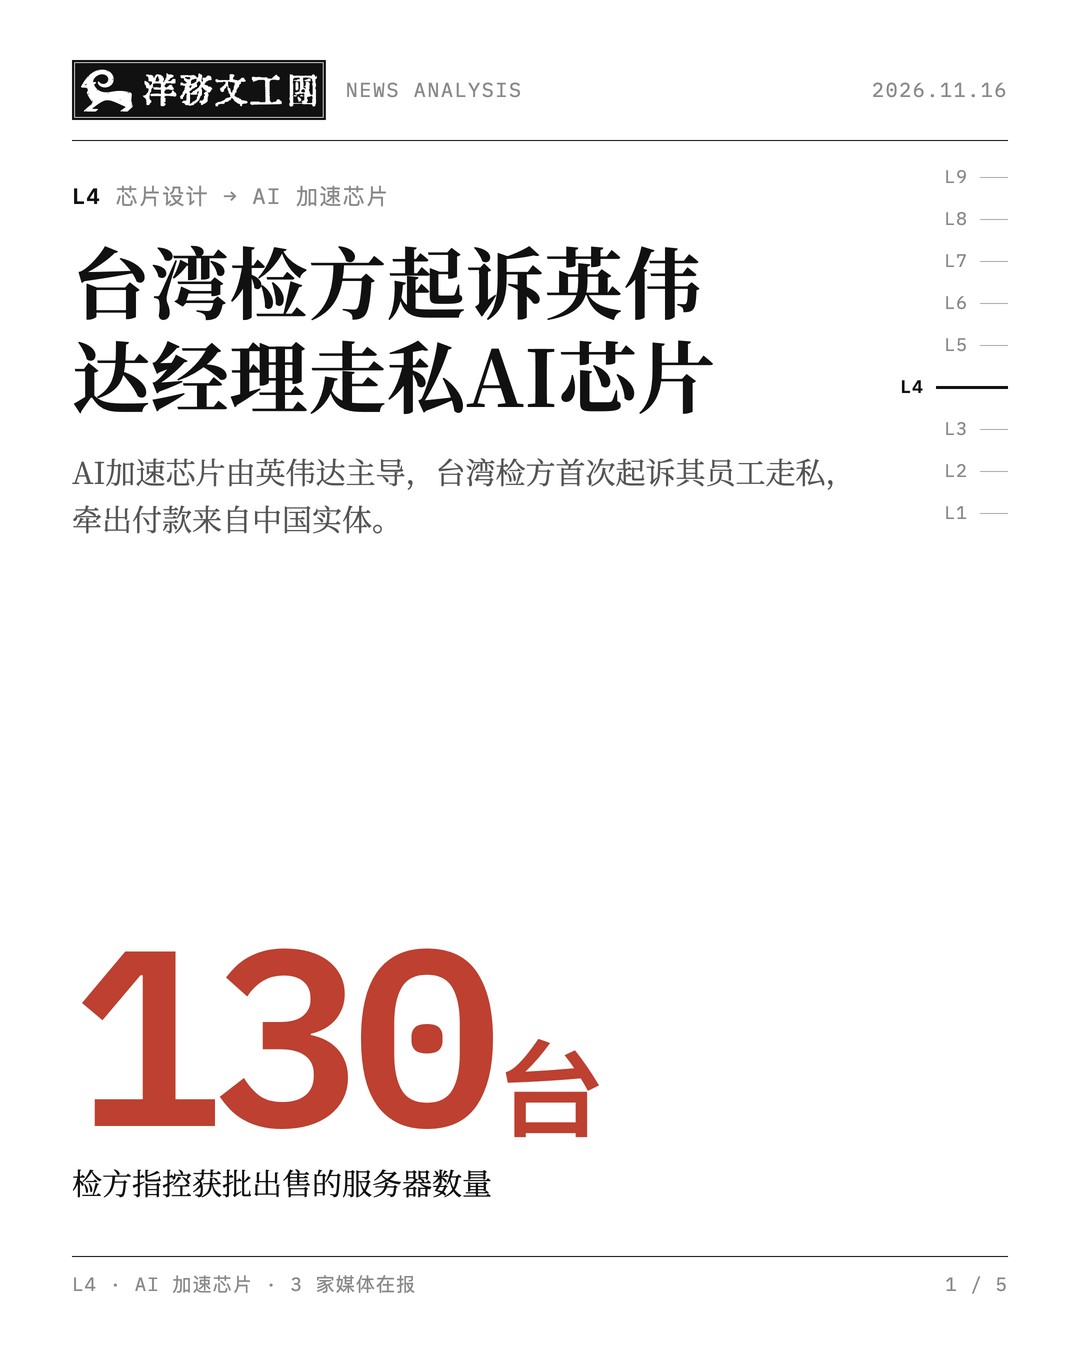 洋務文工團 NEWS ANALYSIS 2026.11.16
L4 芯片设计 → AI 加速芯片
台湾检方起诉英伟
达经理走私AI芯片
AI加速芯片由英伟达主导，台湾检方首次起诉其员工走私，
牵出付款来自中国实体。
L9
L8
L7
L6
L5
L4
L3
L2
L1
130台
检方指控获批出售的服务器数量
L4 · AI 加速芯片 · 3 家媒体在报 1 / 5